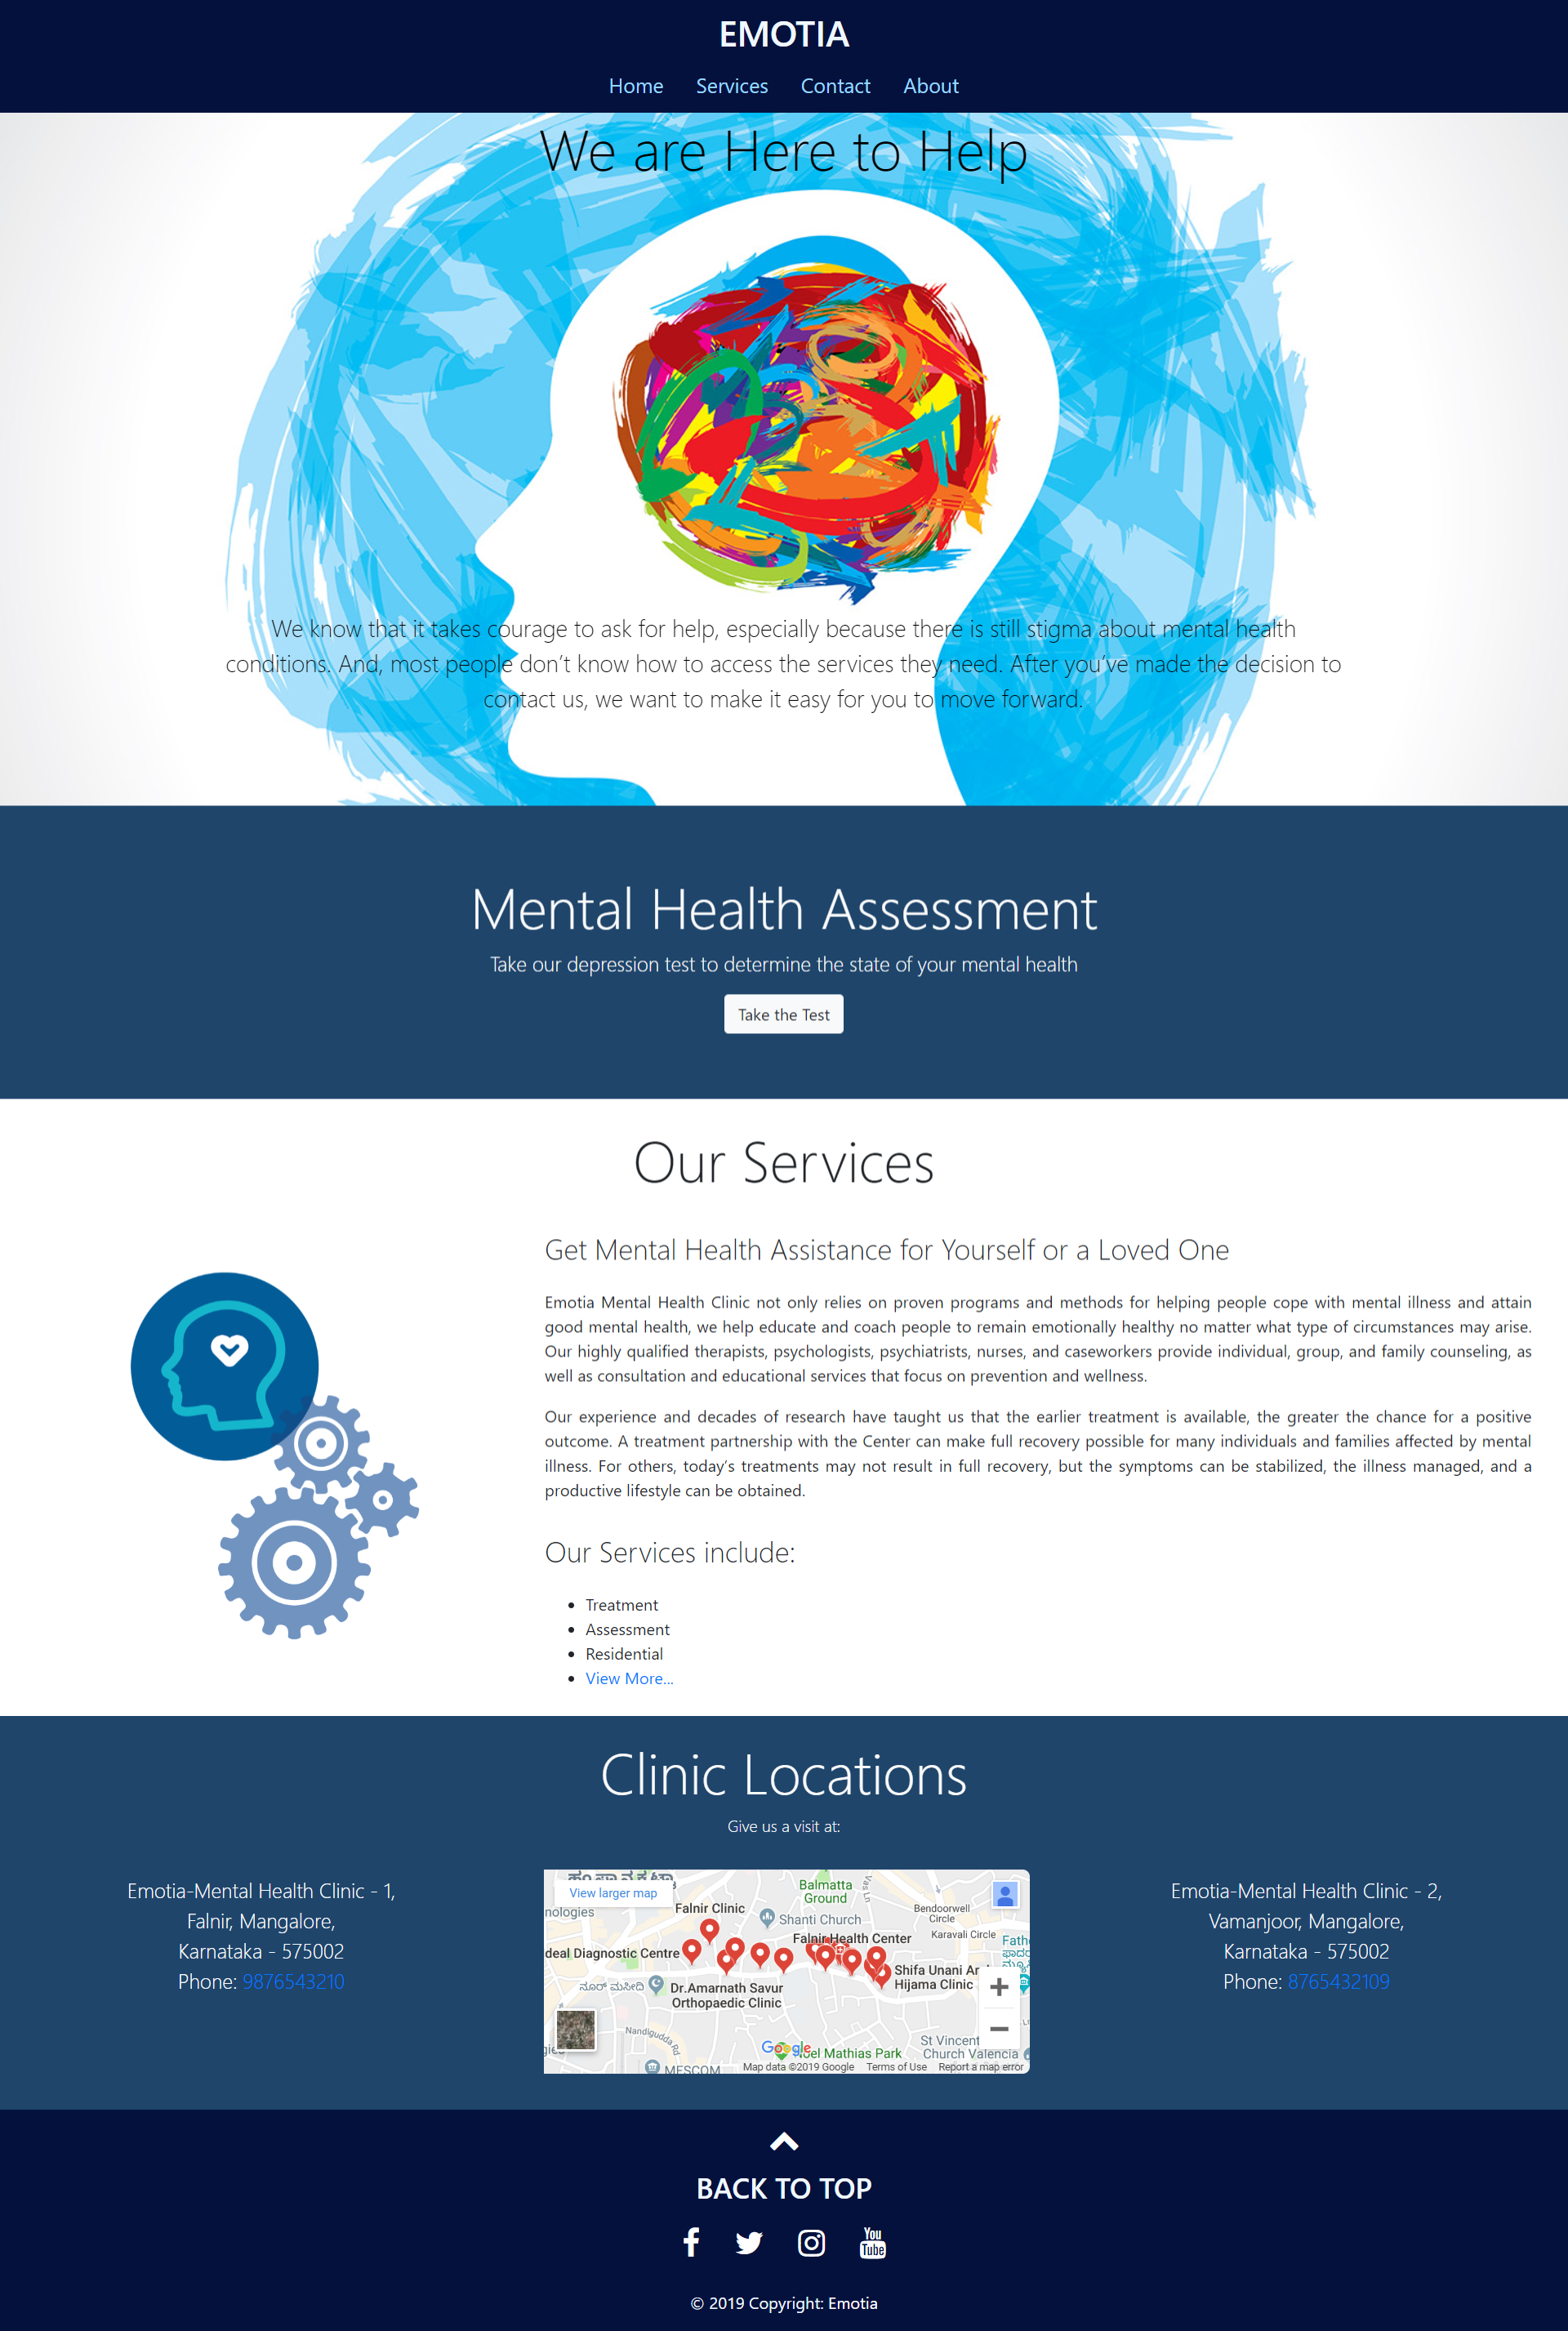 EMOTIA
Home Services Contact About
We are Here to Help
We know that it takes courage to ask for help, especially because there is still stigma about mental health
conditions. And, most people don’t know how to access the services they need. After you’ve made the decision to
contact us, we want to make it easy for you to move forward.
Mental Health Assessment
Take our depression test to determine the state of your mental health
Take the Test
Our Services
Get Mental Health Assistance for Yourself or a Loved One
Emotia Mental Health Clinic not only relies on proven programs and methods for helping people cope with mental illness and attain
good mental health, we help educate and coach people to remain emotionally healthy no matter what type of circumstances may arise.
Our highly qualified therapists, psychologists, psychiatrists, nurses, and caseworkers provide individual, group, and family counseling, as
well as consultation and educational services that focus on prevention and wellness.
Our experience and decades of research have taught us that the earlier treatment is available, the greater the chance for a positive
outcome. A treatment partnership with the Center can make full recovery possible for many individuals and families affected by mental
illness. For others, today’s treatments may not result in full recovery, but the symptoms can be stabilized, the illness managed, and a
productive lifestyle can be obtained.
Our Services include:
Treatment
Assessment
Residential
View More...
Clinic Locations
Give us a visit at:
Emotia-Mental Health Clinic - 1,
Falnir, Mangalore,
Karnataka - 575002
Phone: 9876543210
View larger map
nologies
Falnir Clinic
Balmatta
Ground
Vas Ln
Shanti Church
Bendoorwell
Circle
Karavali Circle
Falnir Health Center
deal Diagnostic Centre
Fath
Shifa Unani Ar
Hijama Clinic
ನೂರ್ ಮಸೀದಿ
Dr.Amarnath Savur
Orthopaedic Clinic
Nandigudda Rd
MESCOM
Google
oel Mathias Park
St Vincent
Church Valencia
Map data ©2019 Google Terms of Use Report a map error
Emotia-Mental Health Clinic - 2,
Vamanjoor, Mangalore,
Karnataka - 575002
Phone: 8765432109
BACK TO TOP
You
Tube
© 2019 Copyright: Emotia